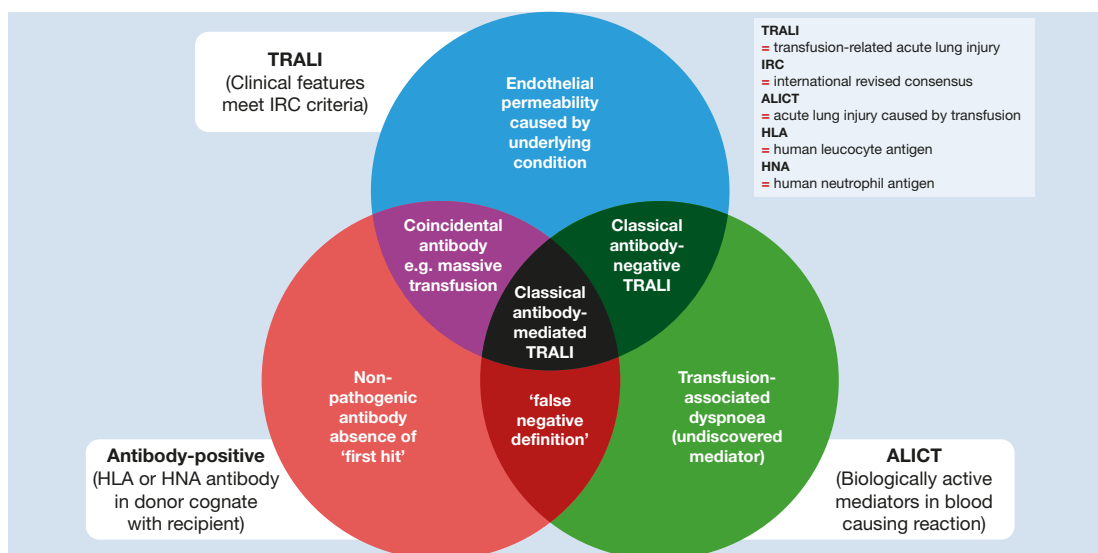 TRALI
(Clinical features
meet IRC criteria)
Endothelial
permeability
caused by
underlying
condition
TRALI
= transfusion-related acute lung injury
IRC
= international revised consensus
ALICT
= acute lung injury caused by transfusion
HLA
= human leucocyte antigen
HNA
= human neutrophil antigen
Coincidental
antibody
e.g. massive
transfusion
Classical
antibody-
negative
TRALI
Classical
antibody-
mediated
TRALI
Non-
pathogenic
antibody
absence of
‘first hit’
‘false
negative
definition’
Transfusion-
associated
dyspnoea
(undiscovered
mediator)
Antibody-positive
(HLA or HNA antibody
in donor cognate
with recipient)
ALICT
(Biologically active
mediators in blood
causing reaction)